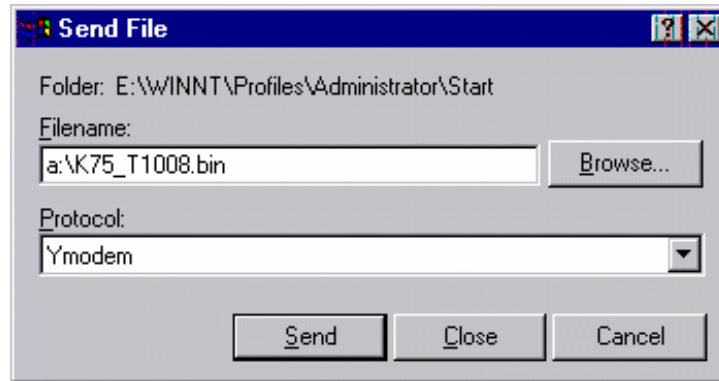 Send File
Folder: E:\WINNT\Profiles\Administrator\Start
Filename:
a:\K75_T1008.bin
Browse...
Protocol:
Ymodem
Send Close Cancel